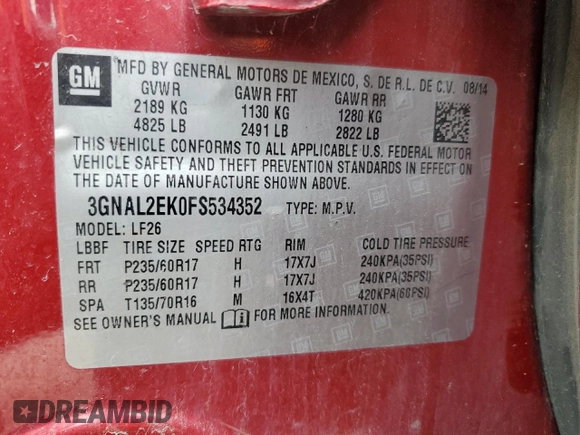 GM
MFD BY GENERAL MOTORS DE MEXICO, S. DE R.L. DE C.V. 08/14
GVWR GAWR FRT GAWR RR
2189 KG 1130 KG 1280 KG
4825 LB 2491 LB 2822 LB
THIS VEHICLE CONFORMS TO ALL APPLICABLE U.S. FEDERAL MOTOR
VEHICLE SAFETY AND THEFT PREVENTION STANDARDS IN EFFECT ON
THE DATE OF MANUFACTURE SHOWN ABOVE.
3GNAL2EK0FS534352 TYPE: M.P.V.
MODEL: LF26
LBBF TIRE SIZE SPEED RTG RIM COLD TIRE PRESSURE
FRT P235/60R17 H 17X7J 240KPA(35PSI)
RR P235/60R17 H 17X7J 240KPA(35PSI)
SPA T135/70R16 M 16X4T 420KPA(60PSI)
SEE OWNER'S MANUAL FOR MORE INFORMATION.
DREAMBID